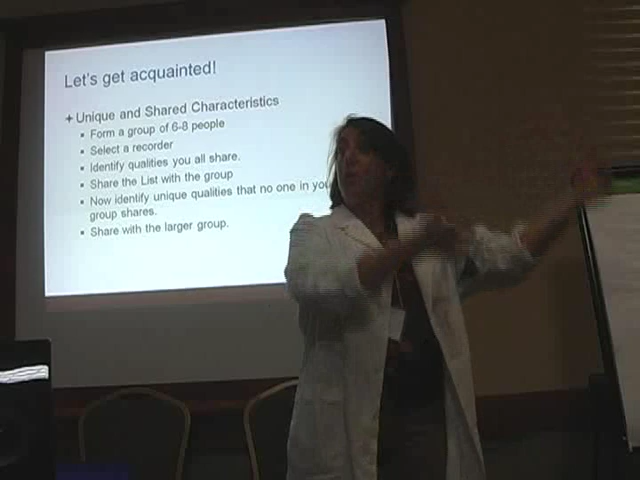 Let's get acquainted!
Unique and Shared Characteristics
Form a group of 6-8 people
Select a recorder
Identify qualities you all share.
Share the List with the group
Now identify unique qualities that no one in
group shares.
Share with the larger group.